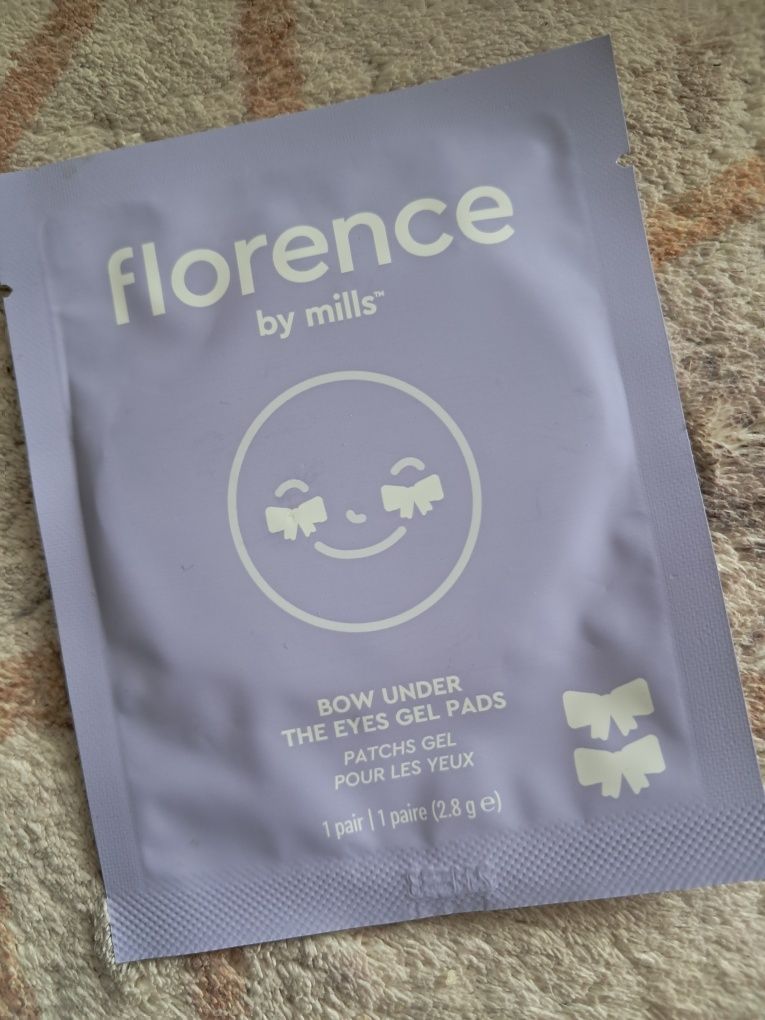 florence
by mills™
BOW UNDER
THE EYES GEL PADS
PATCHS GEL
POUR LES YEUX
1 pair | 1 paire (2.8 g ℮)